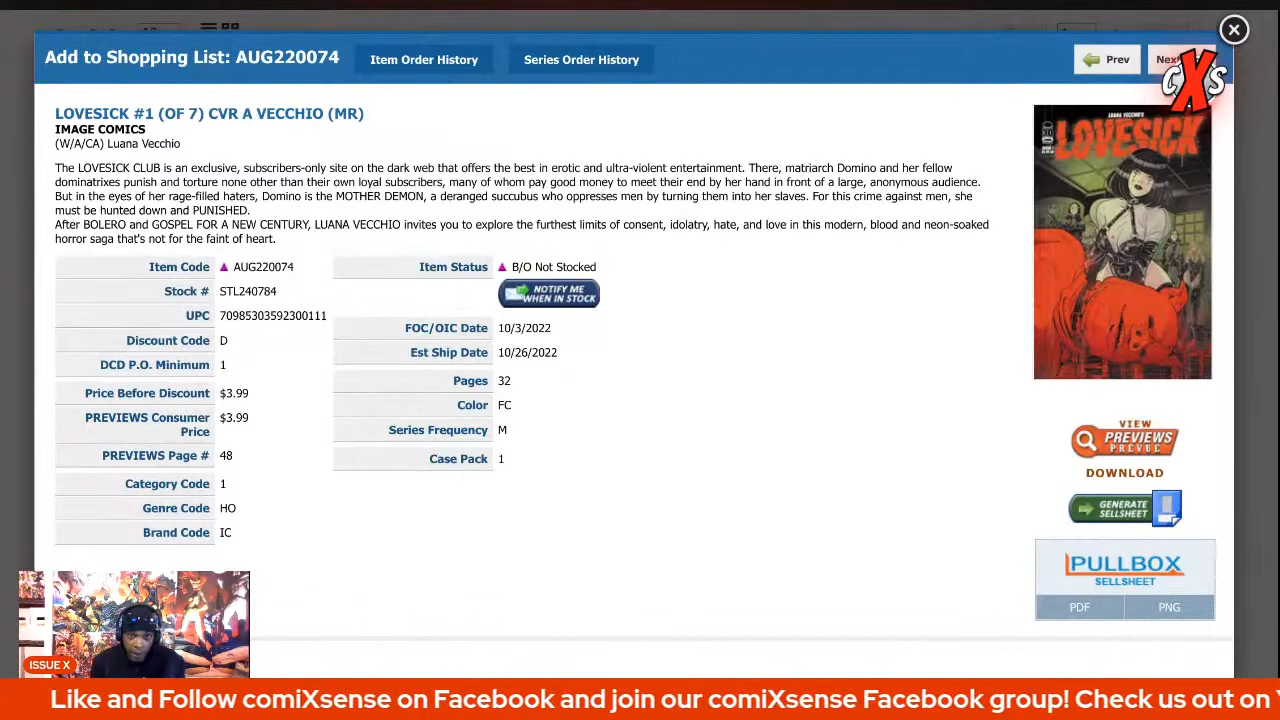 Add to Shopping List: AUG220074
Item Order History
Series Order History
Prev
Nex
cXs
LOVESICK #1 (OF 7) CVR A VECCHIO (MR)
IMAGE COMICS
(W/A/CA) Luana Vecchio
The LOVESICK CLUB is an exclusive, subscribers-only site on the dark web that offers the best in erotic and ultra-violent entertainment. There, matriarch Domino and her fellow
dominatrixes punish and torture none other than their own loyal subscribers, many of whom pay good money to meet their end by her hand in front of a large, anonymous audience.
But in the eyes of her rage-filled haters, Domino is the MOTHER DEMON, a deranged succubus who oppresses men by turning them into her slaves. For this crime against men, she
must be hunted down and PUNISHED.
After BOLERO and GOSPEL FOR A NEW CENTURY, LUANA VECCHIO invites you to explore the furthest limits of consent, idolatry, hate, and love in this modern, blood and neon-soaked
horror saga that's not for the faint of heart.
Item Code AUG220074
Stock # STL240784
UPC 70985303592300111
Discount Code D
DCD P.O. Minimum 1
Price Before Discount $3.99
PREVIEWS Consumer
Price $3.99
PREVIEWS Page # 48
Category Code 1
Genre Code HO
Brand Code IC
Item Status B/O Not Stocked
NOTIFY ME
WHEN IN STOCK
FOC/OIC Date 10/3/2022
Est Ship Date 10/26/2022
Pages 32
Color FC
Series Frequency M
Case Pack 1
LUANA VECCHIO'S
LOVESICK
VIEW
PREVIEWS
PREVUE
DOWNLOAD
GENERATE
SELLSHEET
PULLBOX
SELLSHEET
PDF
PNG
ISSUE X
Like and Follow comiXsense on Facebook and join our comiXsense Facebook group! Check us out on